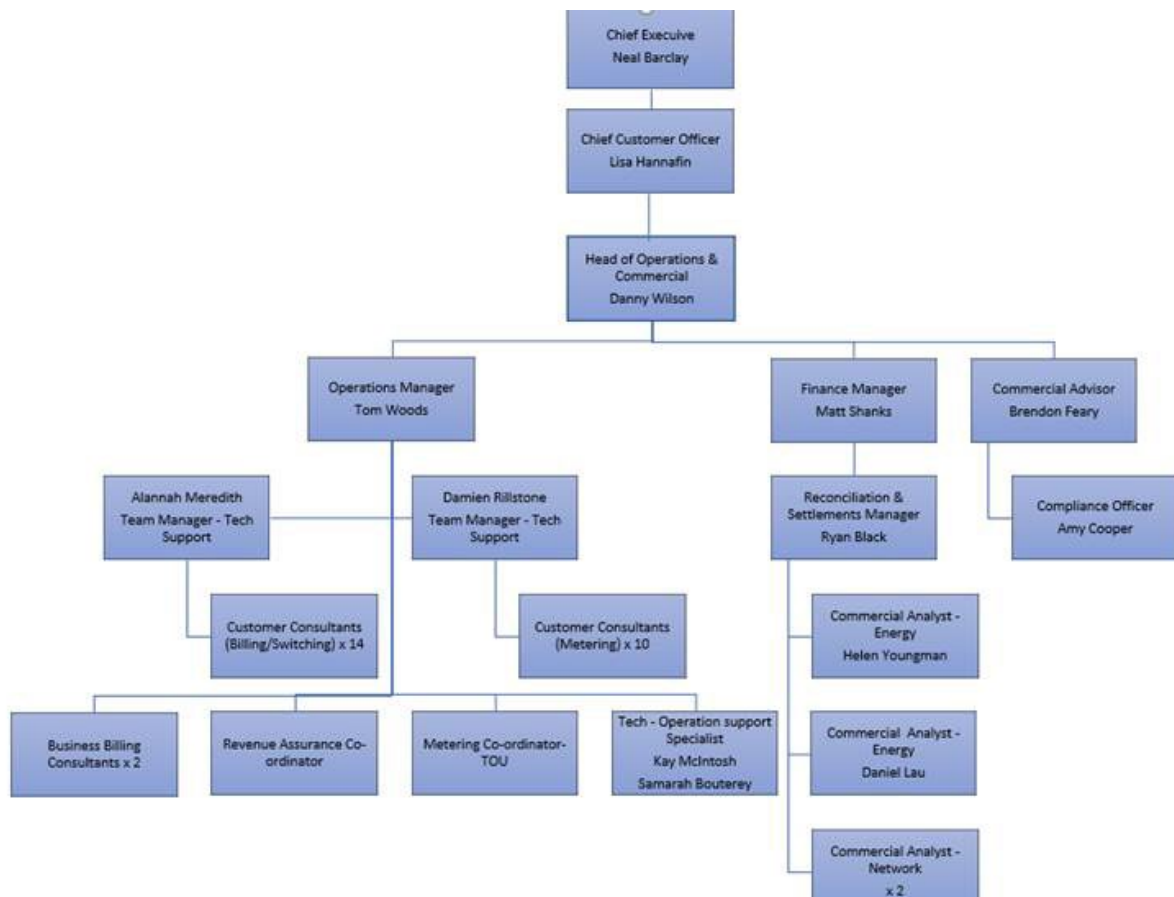 Chief Execuive
Neal Barclay
Chief Customer Officer
Lisa Hannafin
Head of Operations &
Commercial
Danny Wilson
Operations Manager
Tom Woods
Finance Manager
Matt Shanks
Commercial Advisor
Brendon Feary
Alannah Meredith
Team Manager - Tech
Support
Damien Rillstone
Team Manager - Tech
Support
Reconciliation &
Settlements Manager
Ryan Black
Compliance Officer
Amy Cooper
Customer Consultants
(Billing/Switching) x 14
Customer Consultants
(Metering) x 10
Commercial Analyst -
Energy
Helen Youngman
Business Billing
Consultants x 2
Revenue Assurance Co-
ordinator
Metering Co-ordinator-
TOU
Tech - Operation support
Specialist
Kay McIntosh
Samarah Bouterey
Commercial Analyst -
Energy
Daniel Lau
Commercial Analyst -
Network
x 2